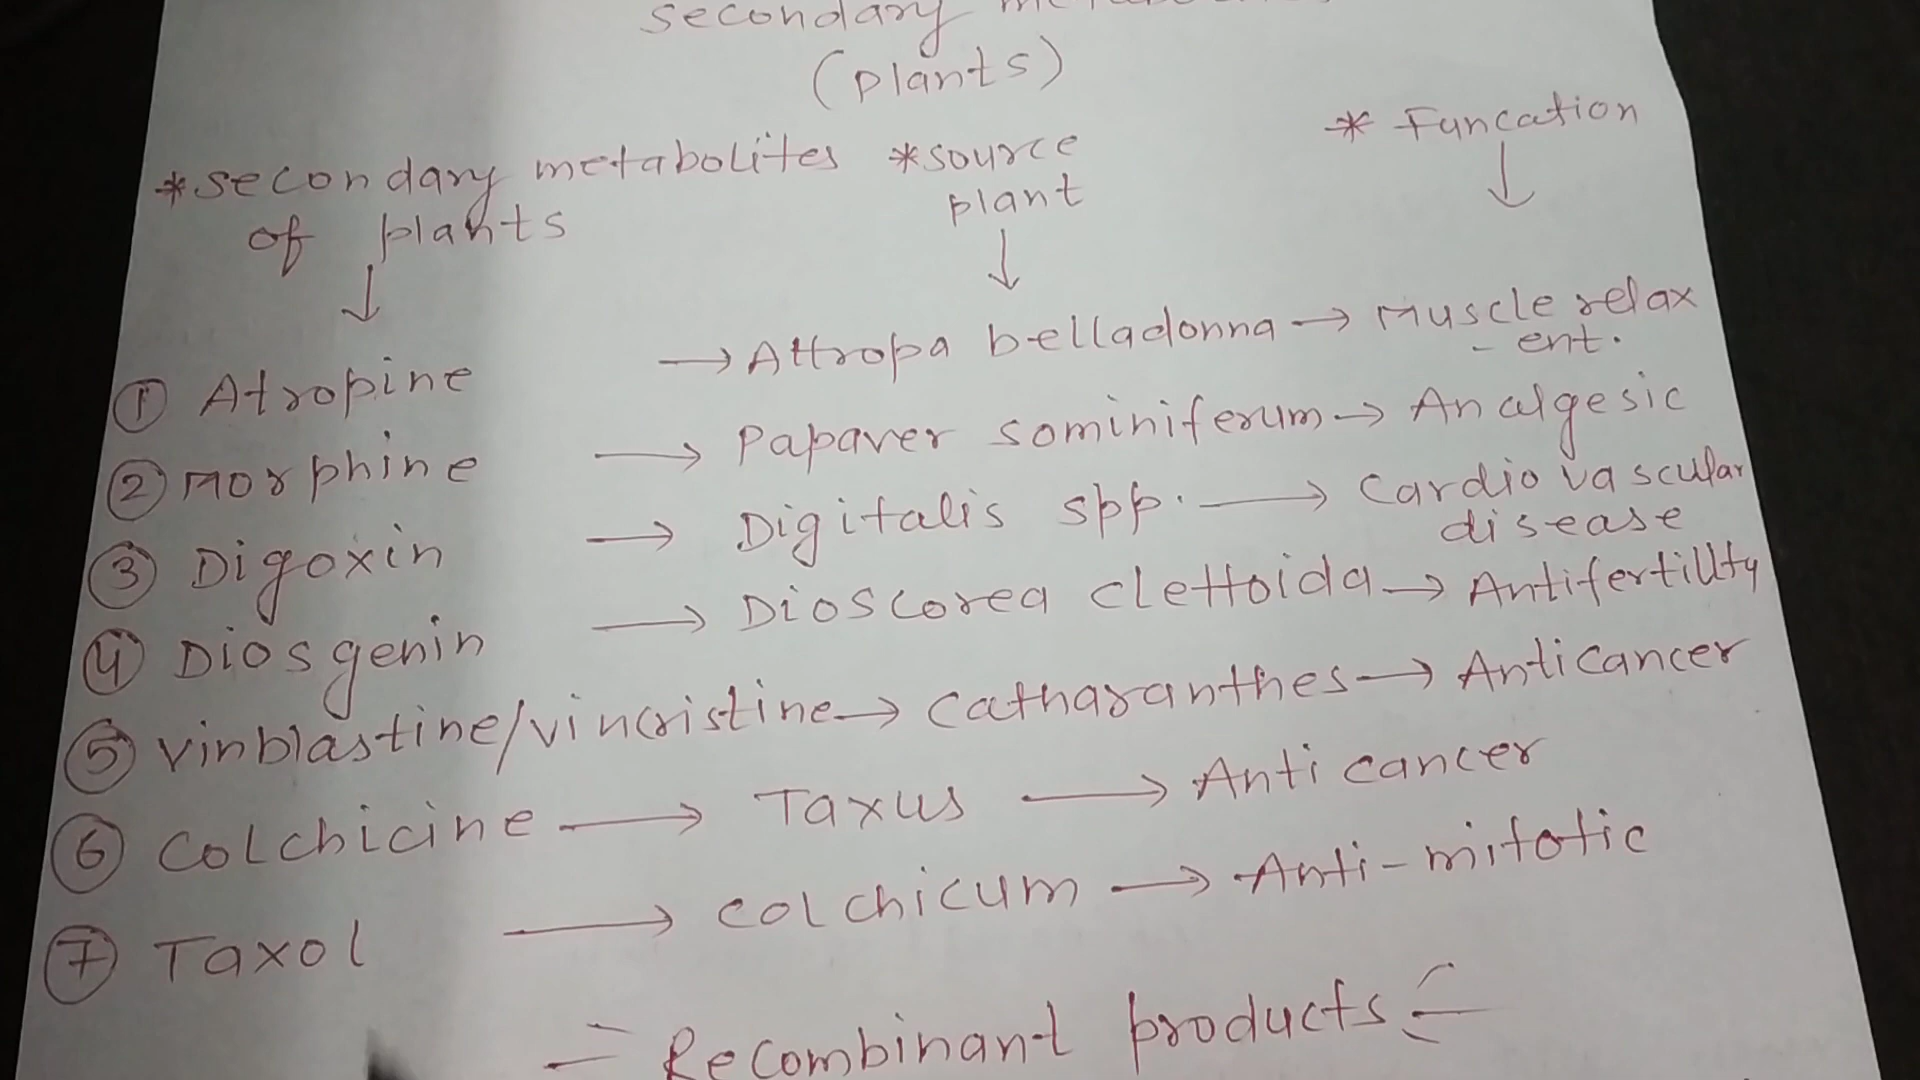 secondary
(plants)
*secondary metabolites *source * Funcation
of plants plant
① Atropine → Attropa belladonna → Muscle relax
- ent.
② Morphine → Papaver sominiferum → Analgesic
③ Digoxin → Digitalis spp. → Cardio vascular
disease
④ Diosgenin → Dioscorea clettoida → Antifertillty
⑤ vinblastine/vincristine → catharanthes → Anticancer
⑥ Colchicine → Taxus → Anti cancer
⑦ Taxol → colchicum → Anti-mitotic
= Recombinant products =